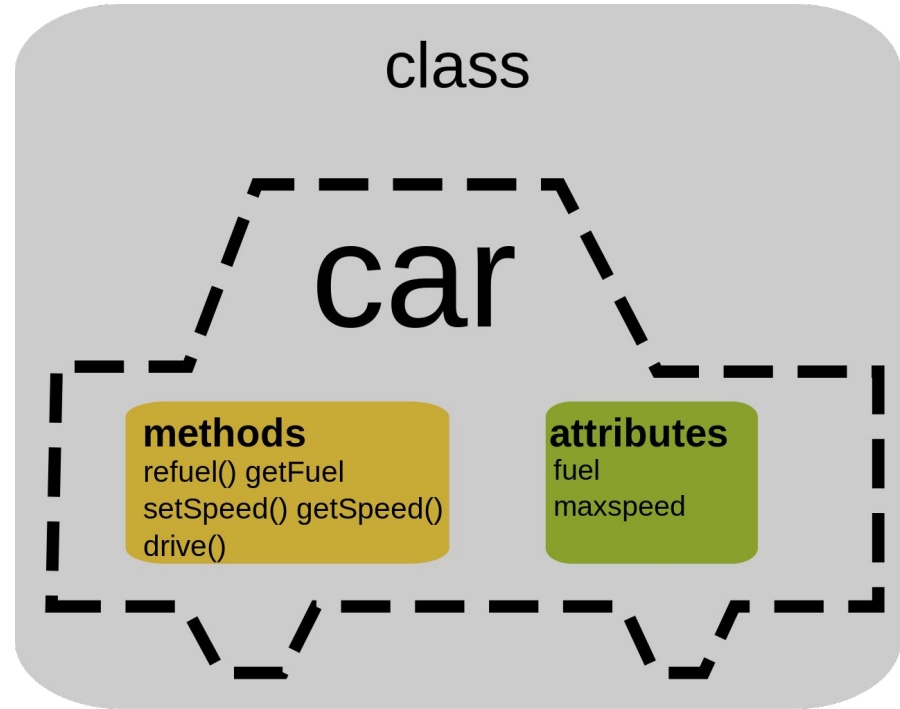 class
car
methods
refuel() getFuel
setSpeed() getSpeed()
drive()
attributes
fuel
maxspeed